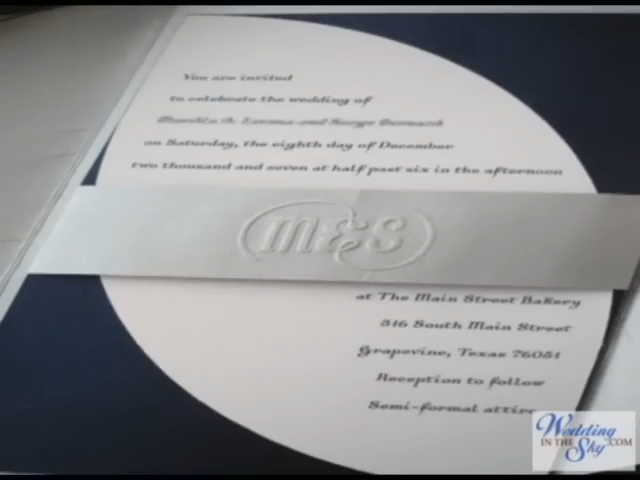 You are invited
to celebrate the wedding of
and
on Saturday, the eighth day of December
two thousand and seven at half past six in the afternoon
M&S
at The Main Street Bakery
316 South Main Street
Grapevine, Texas 76051
Reception to follow
Semi-formal attire
Wedding
IN THE
Sky.COM